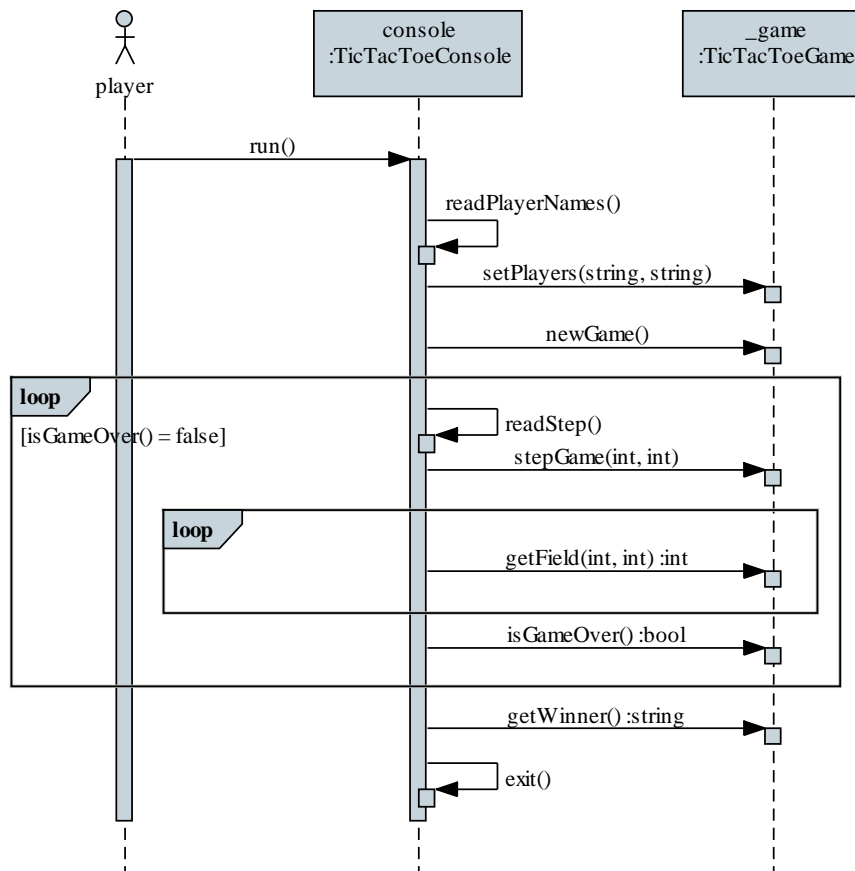 player
console
:TicTacToeConsole
_game
:TicTacToeGame
run()
readPlayerNames()
setPlayers(string, string)
newGame()
loop
[isGameOver() = false]
readStep()
stepGame(int, int)
loop
getField(int, int) :int
isGameOver() :bool
getWinner() :string
exit()